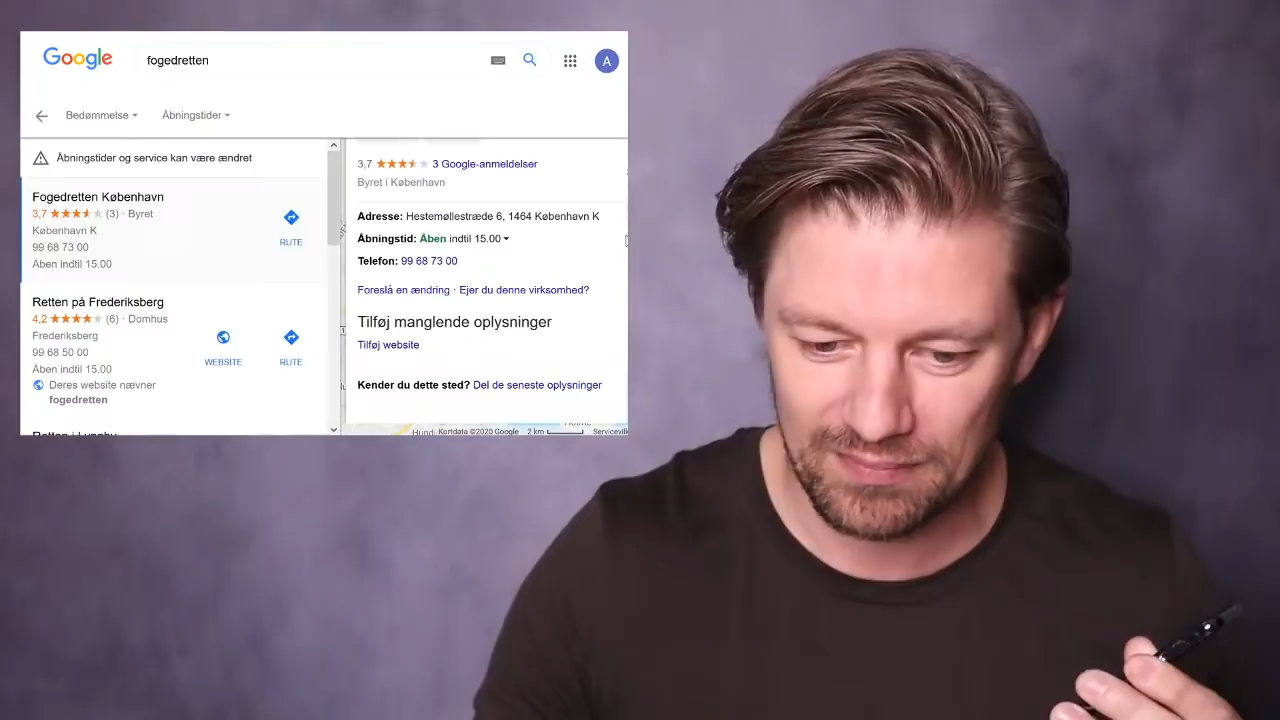 Google
fogedretten
A
Bedømmelse
Åbningstider
Åbningstider og service kan være ændret
Fogedretten København
3,7 (3) · Byret
København K
99 68 73 00
Åben indtil 15.00
RUTE
Retten på Frederiksberg
4,2 (6) · Domhus
Frederiksberg
99 68 50 00
Åben indtil 15.00
Deres website nævner
fogedretten
WEBSITE
RUTE
Retten i Lyngby
3,7 3 Google-anmeldelser
Byret i København
Adresse: Hestemøllestræde 6, 1464 København K
Åbningstid: Åben indtil 15.00
Telefon: 99 68 73 00
Foreslå en ændring · Ejer du denne virksomhed?
Tilføj manglende oplysninger
Tilføj website
Kender du dette sted? Del de seneste oplysninger
Kortdata ©2020 Google 2 km